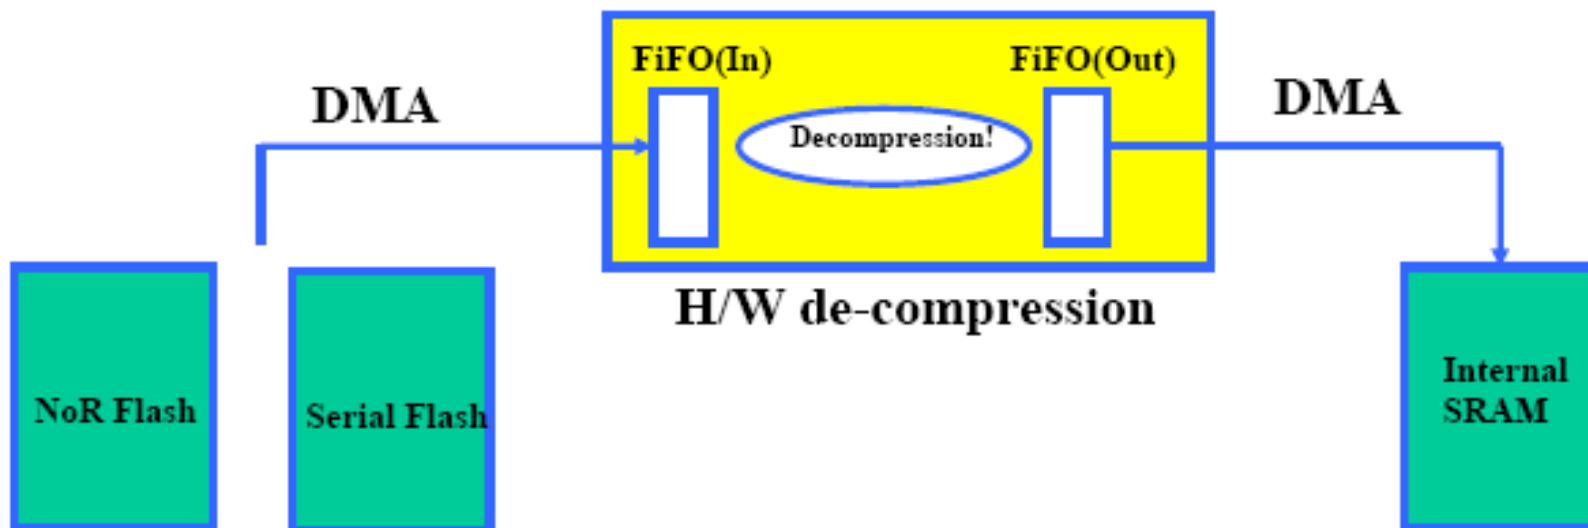 FiFO(In)
FiFO(Out)
DMA
DMA
Decompression!
H/W de-compression
NoR Flash
Serial Flash
Internal
SRAM